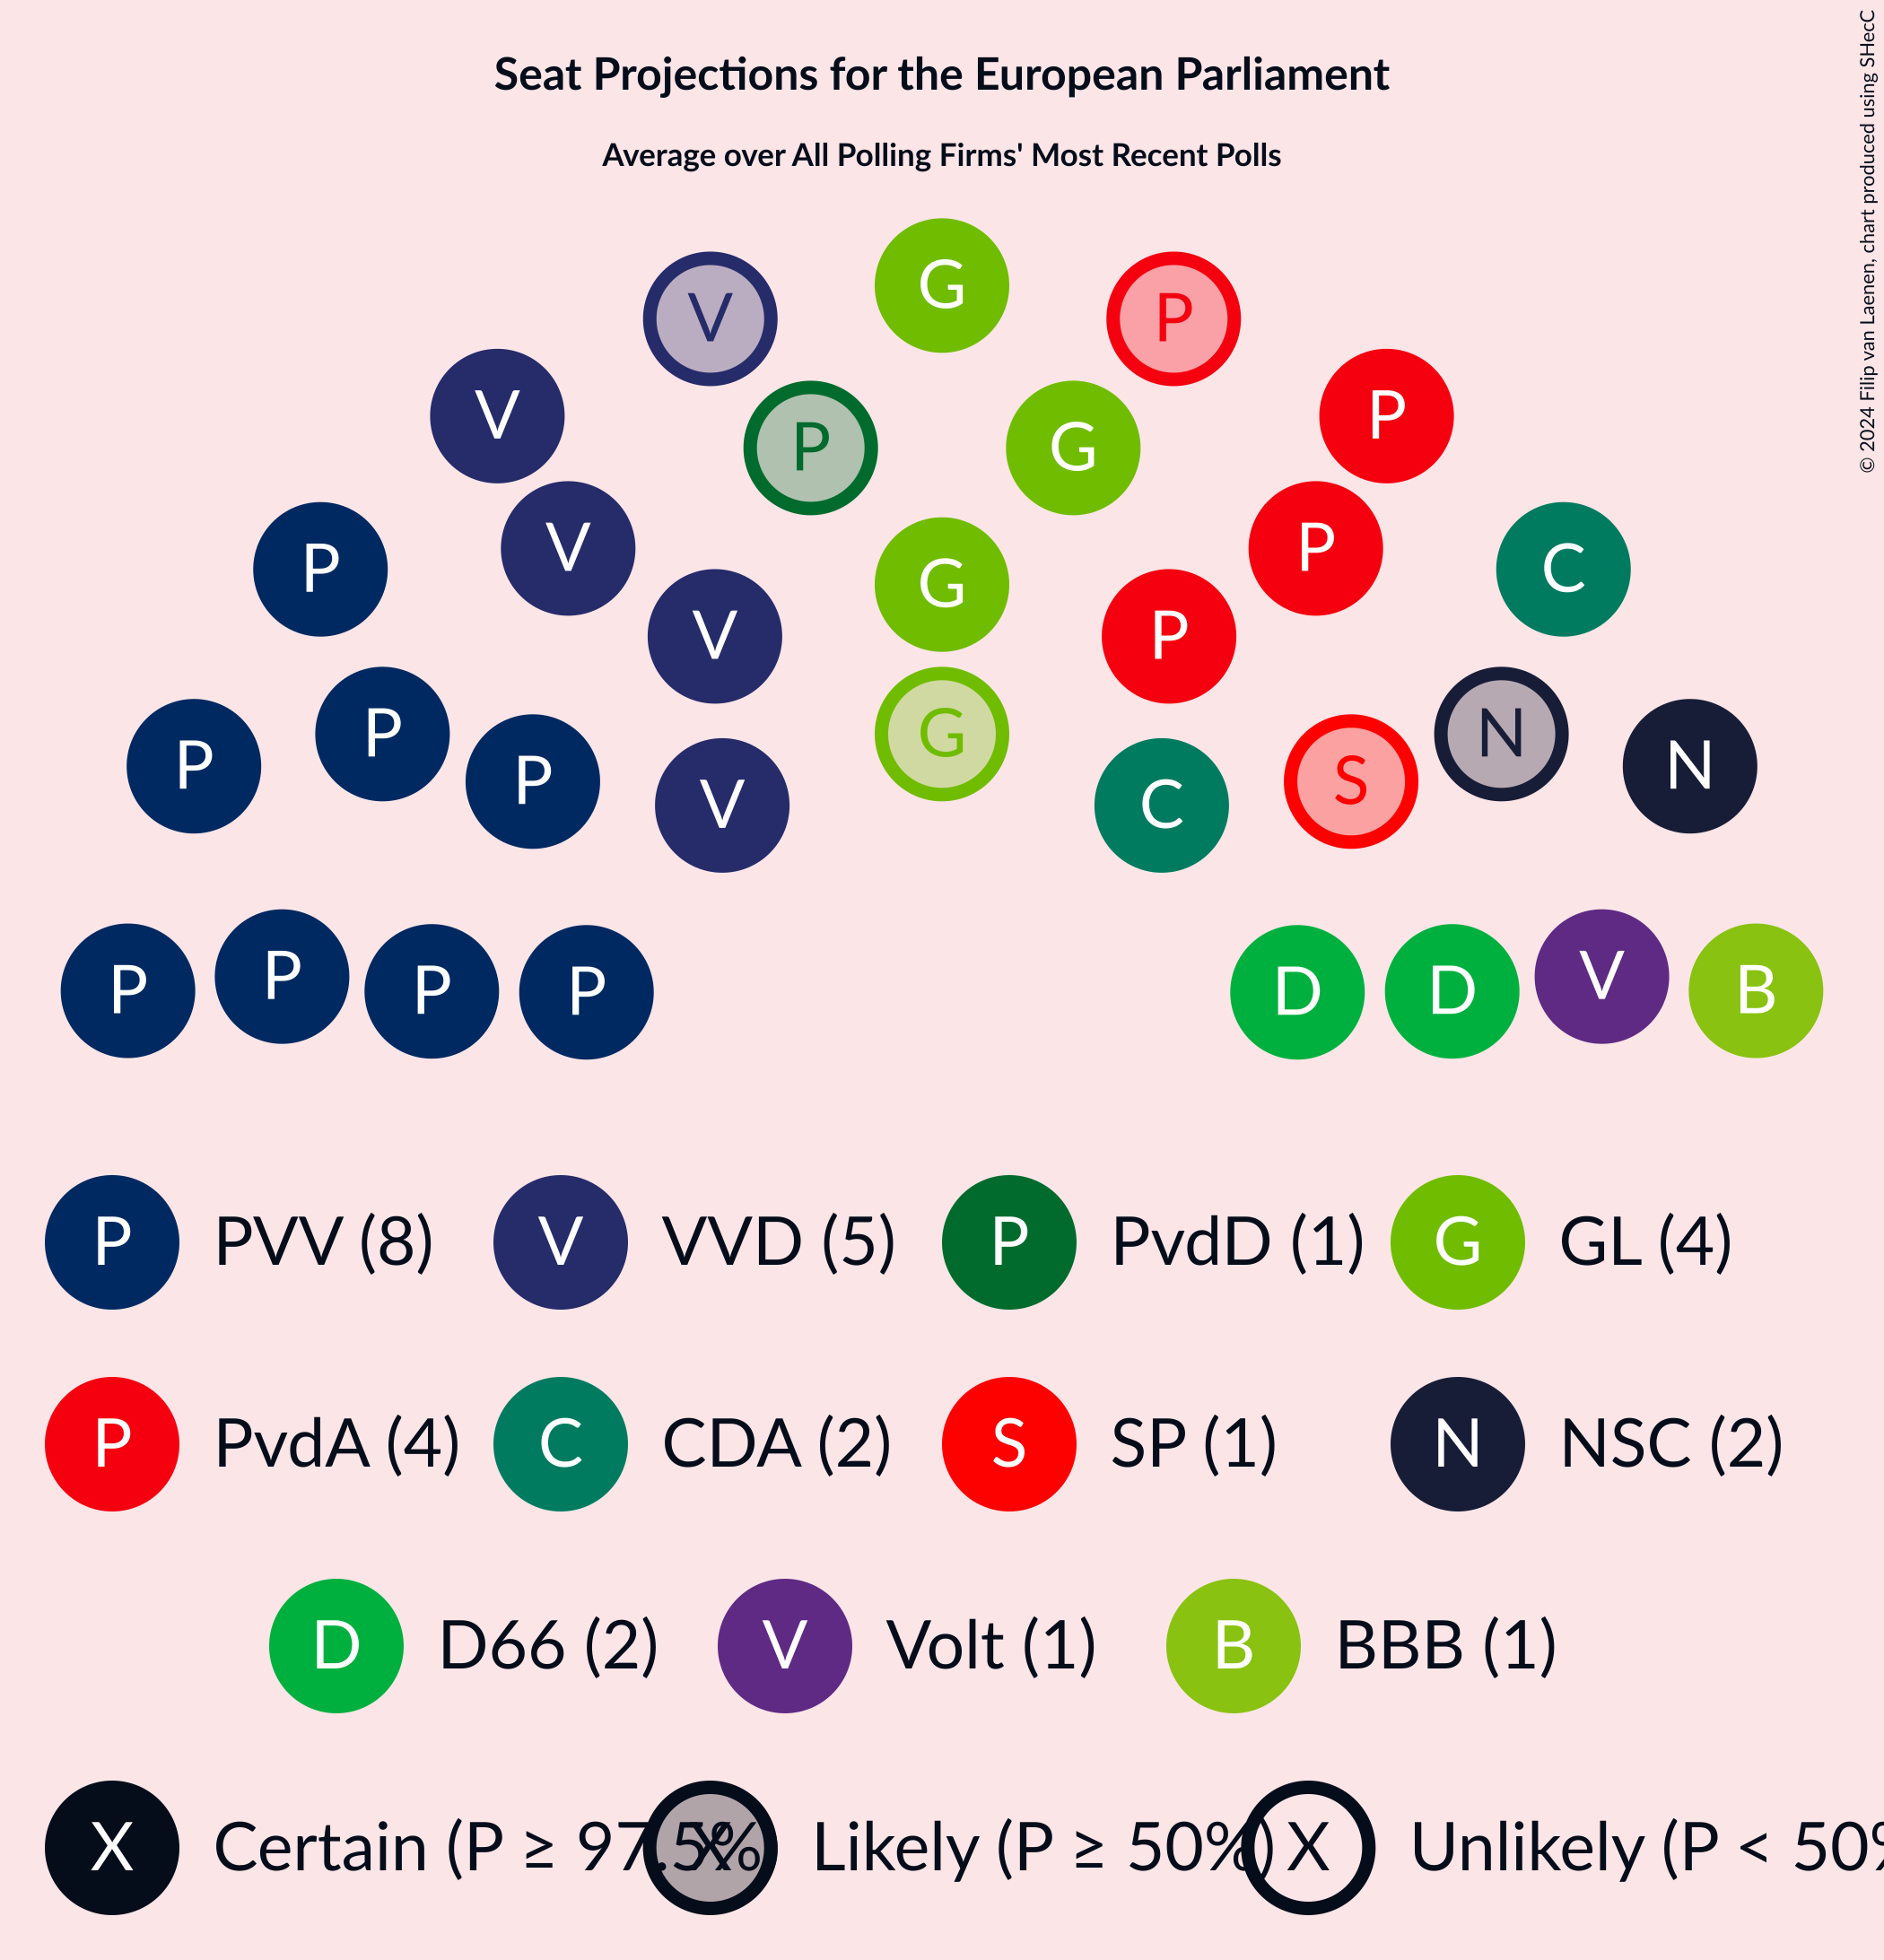 Seat Projections for the European Parliament
Average over All Polling Firms' Most Recent Polls
© 2024 Filip van Laenen, chart produced using SHecC
G
V P
V P P
G
V P
P V G P C
V P
P P P V G C S N N
P P P P D D V B
P PVV (8) V VVD (5) P PvdD (1) G GL (4)
P PvdA (4) C CDA (2) S SP (1) N NSC (2)
D D66 (2) V Volt (1) B BBB (1)
X Certain (P ≥ 97.5% X Likely (P ≥ 50%) X Unlikely (P < 50%